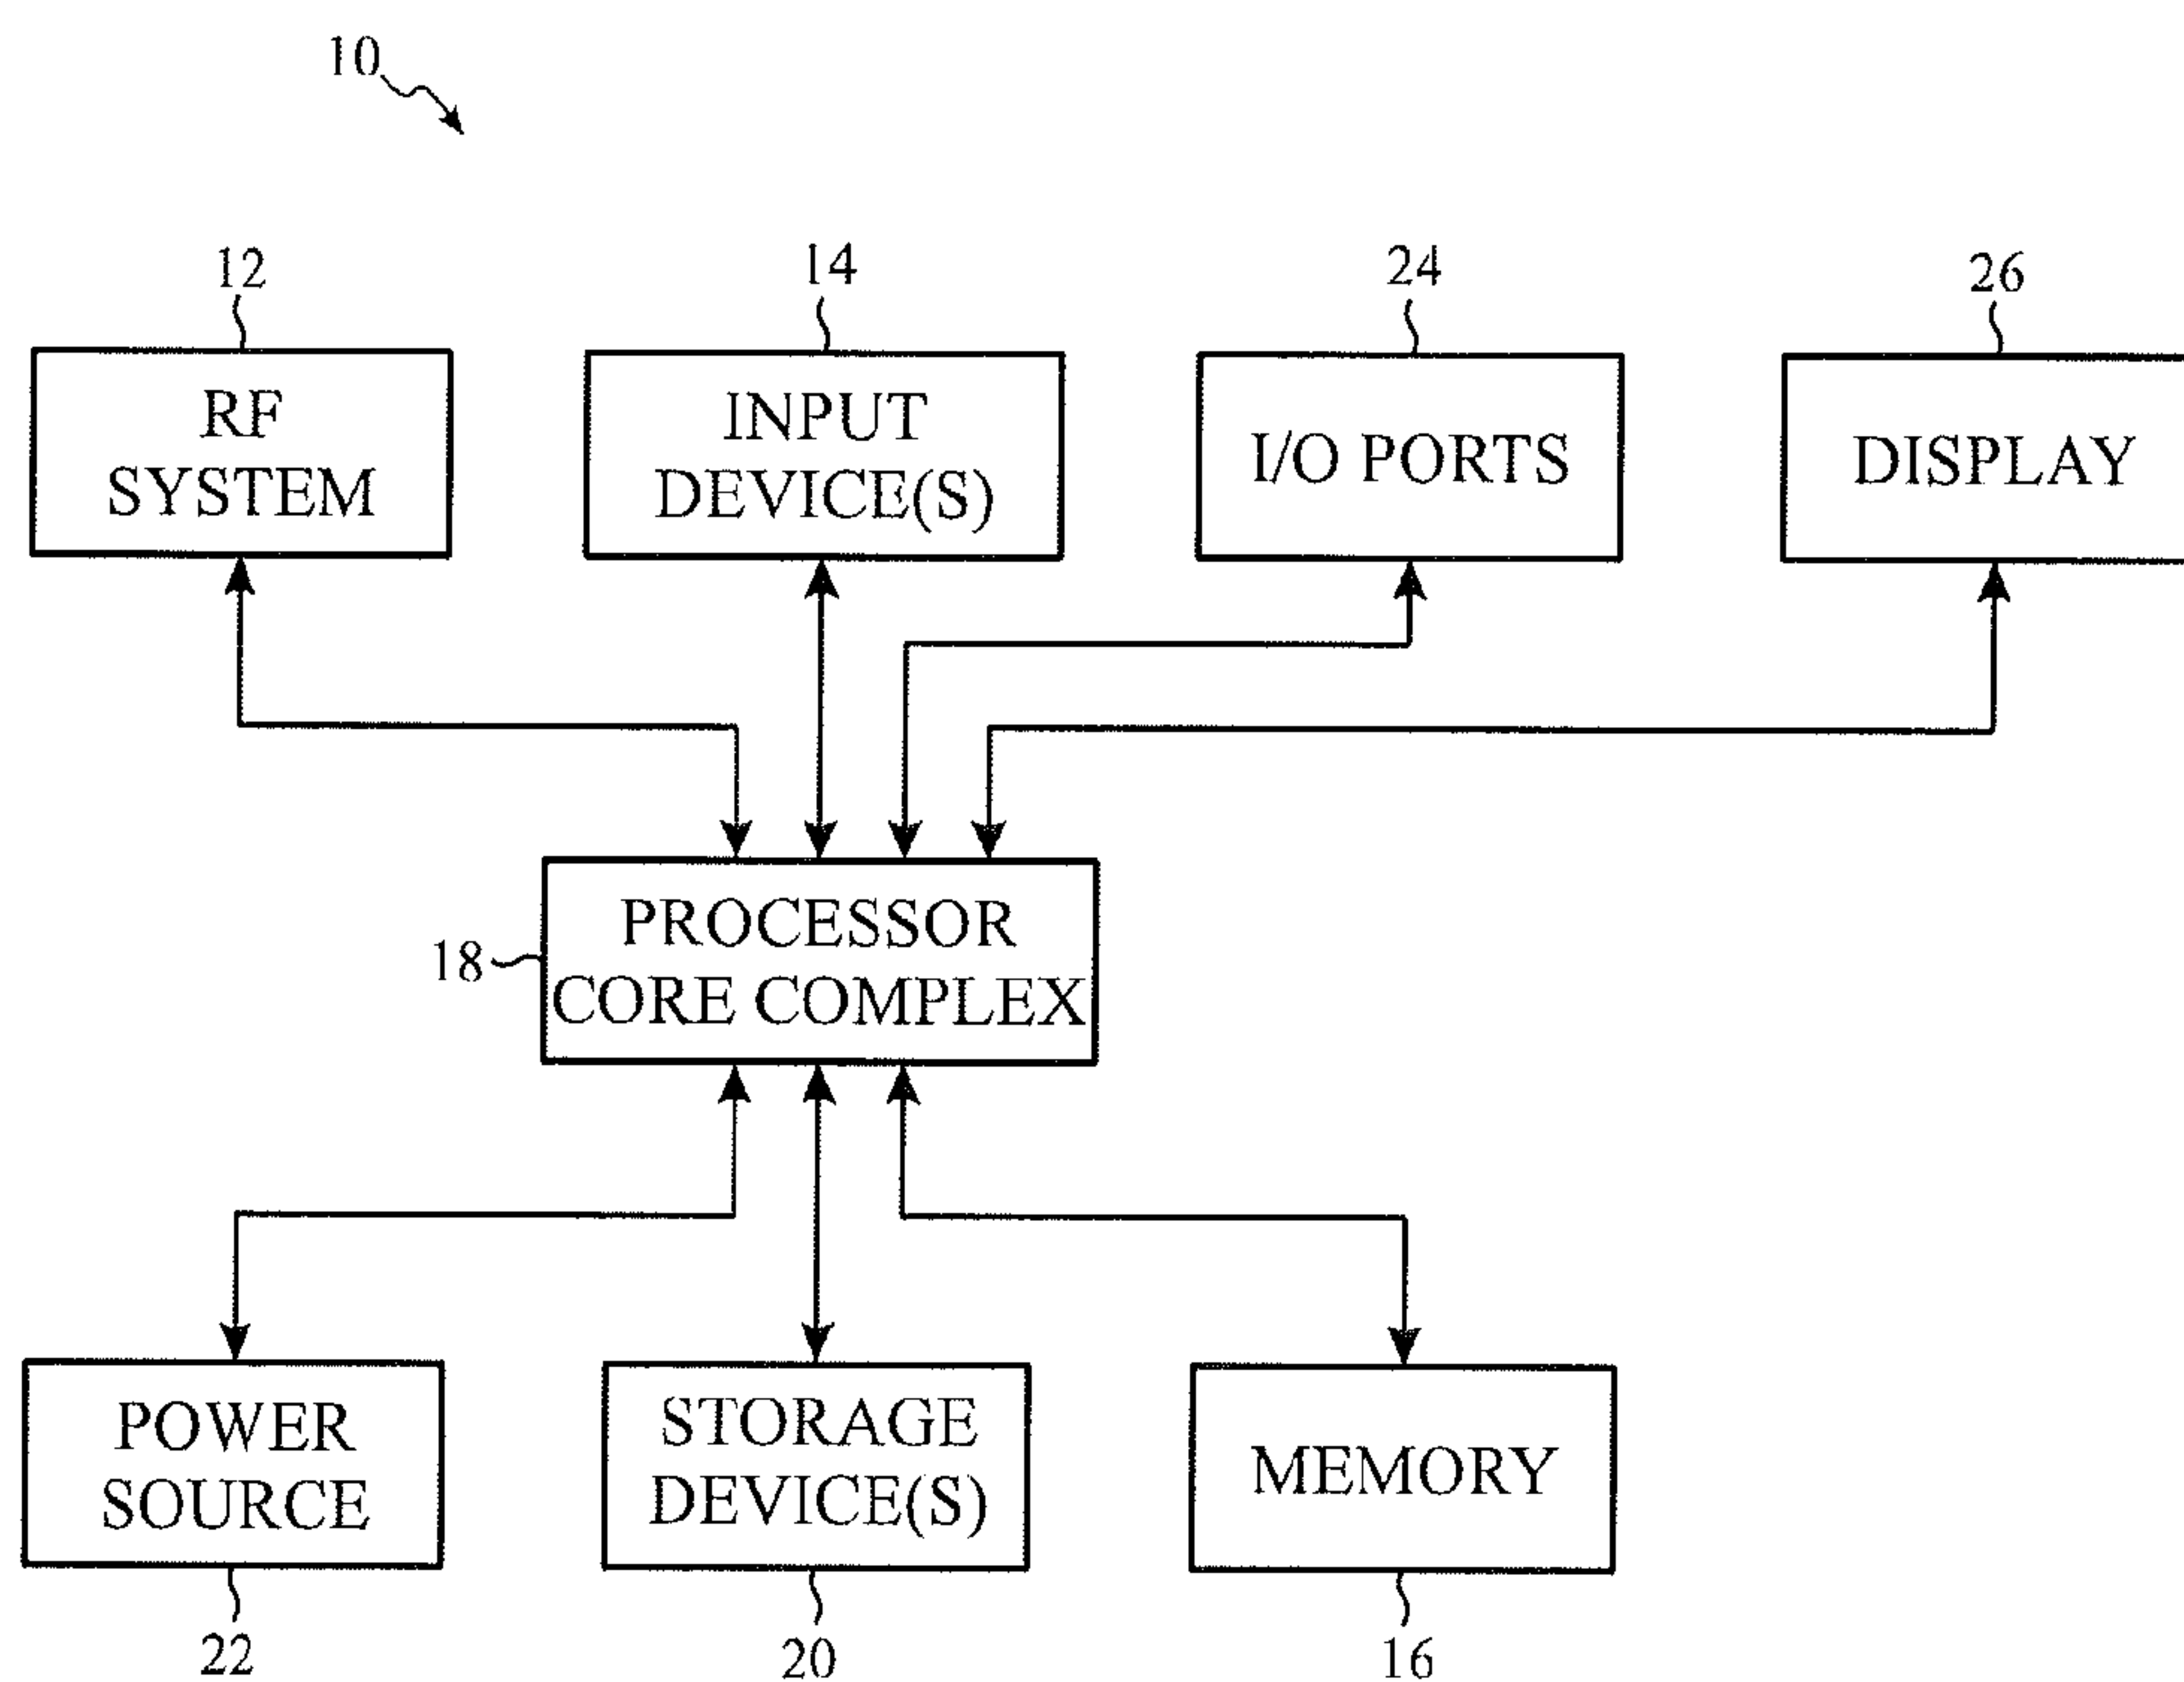 10
12
14
24
26
RF
SYSTEM
INPUT
DEVICE(S)
I/O PORTS
DISPLAY
18
PROCESSOR
CORE COMPLEX
POWER
SOURCE
STORAGE
DEVICE(S)
MEMORY
22
20
16